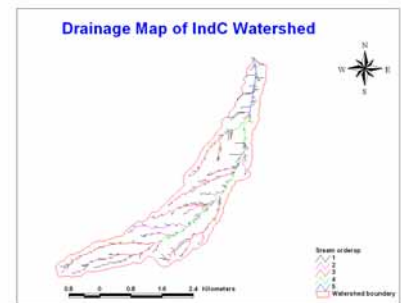 Drainage Map of IndC Watershed
N
W E
S
Stream ordersp
1
2
3
4
5
Watershed boundary
0.8 0 0.8 1.6 2.4 Kilometers